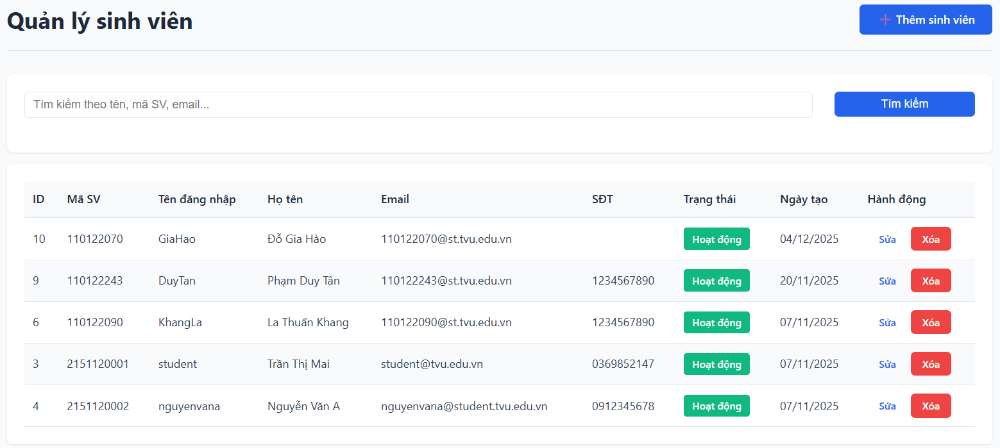 Quản lý sinh viên
➕ Thêm sinh viên
Tìm kiếm theo tên, mã SV, email...
Tìm kiếm
ID Mã SV Tên đăng nhập Họ tên Email SĐT Trạng thái Ngày tạo Hành động
10 110122070 GiaHao Đỗ Gia Hào 110122070@st.tvu.edu.vn Hoạt động 04/12/2025 Sửa Xóa
9 110122243 DuyTan Phạm Duy Tân 110122243@st.tvu.edu.vn 1234567890 Hoạt động 20/11/2025 Sửa Xóa
6 110122090 KhangLa La Thuấn Khang 110122090@st.tvu.edu.vn 1234567890 Hoạt động 07/11/2025 Sửa Xóa
3 2151120001 student Trần Thị Mai student@tvu.edu.vn 0369852147 Hoạt động 07/11/2025 Sửa Xóa
4 2151120002 nguyenvana Nguyễn Văn A nguyenvana@student.tvu.edu.vn 0912345678 Hoạt động 07/11/2025 Sửa Xóa